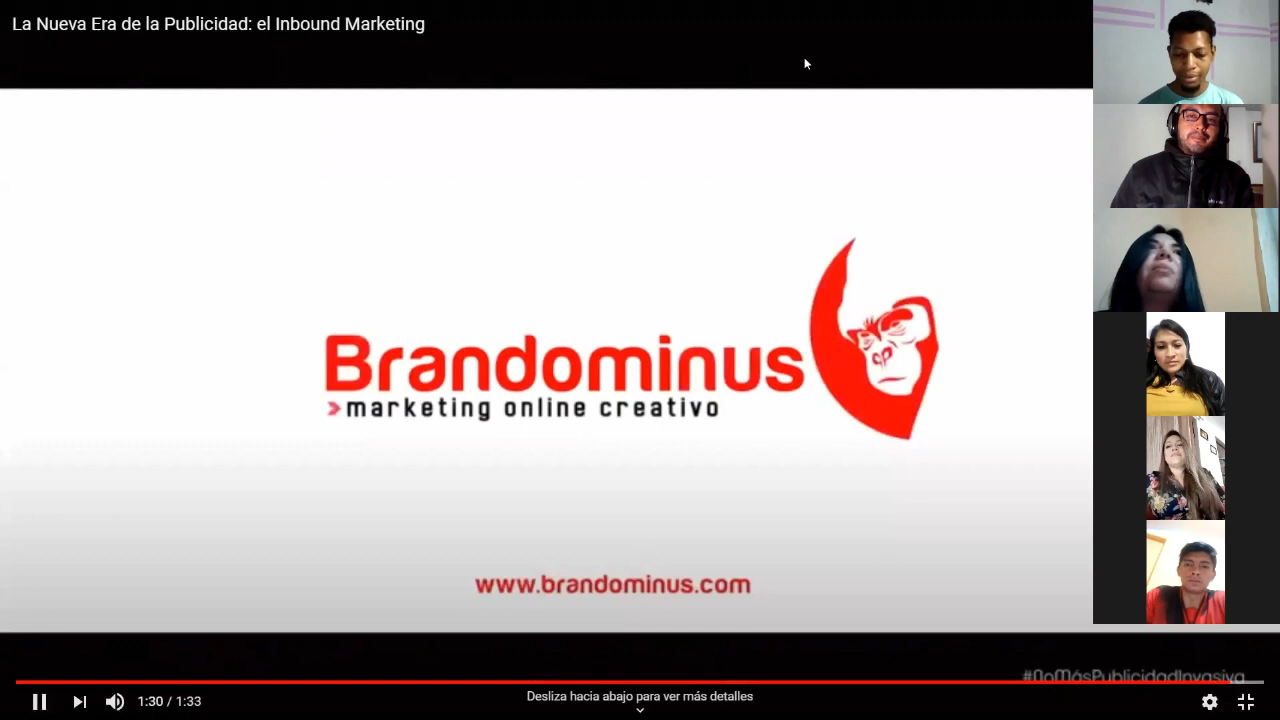 La Nueva Era de la Publicidad: el Inbound Marketing
Brandominus
marketing online creativo
www.brandominus.com
#NoMásPublicidadInvasiva
1:30 / 1:33
Desliza hacia abajo para ver más detalles